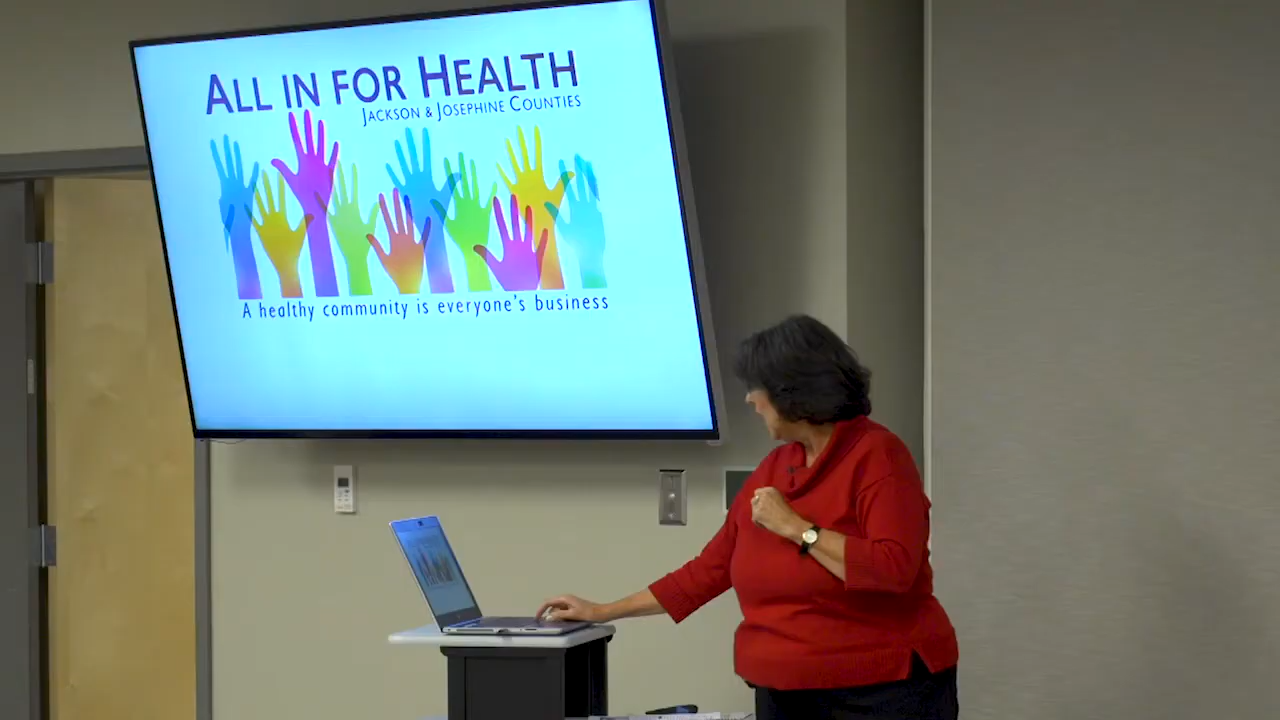 ALL IN FOR HEALTH
JACKSON & JOSEPHINE COUNTIES
A healthy community is everyone's business